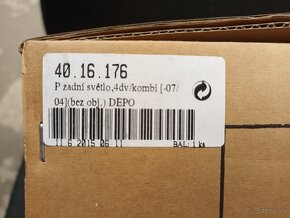 40.16.176
P zadní světlo,4dv/kombi [-07/
04](bez obj.) DEPO
11.6.2015 06:11
BAL: 1 ks